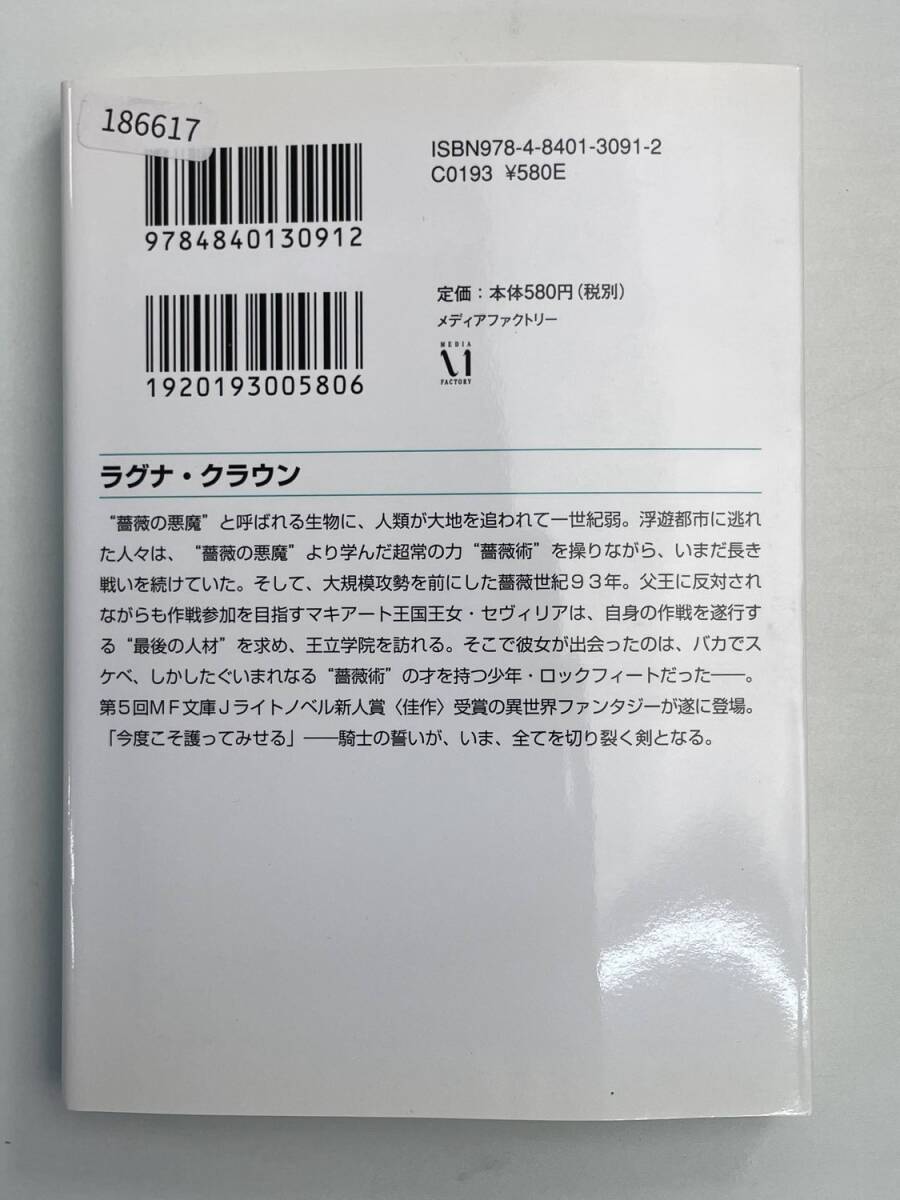 186617
ISBN978-4-8401-3091-2
C0193 ¥580E
9784840130912
定価：本体580円（税別）
メディアファクトリー
MEDIA
FACTORY
1920193005806
ラグナ・クラウン
“薔薇の悪魔”と呼ばれる生物に、人類が大地を追われて一世紀弱。浮遊都市に逃れ
た人々は、“薔薇の悪魔”より学んだ超常の力“薔薇術”を操りながら、いまだ長き
戦いを続けていた。そして、大規模攻勢を前にした薔薇世紀９３年。父王に反対され
ながらも作戦参加を目指すマキアート王国王女・セヴィリアは、自身の作戦を遂行す
る“最後の人材”を求め、王立学院を訪れる。そこで彼女が出会ったのは、バカでス
ケベ、しかしたぐいまれなる“薔薇術”の才を持つ少年・ロックフィートだった――。
第５回ＭＦ文庫Ｊライトノベル新人賞〈佳作〉受賞の異世界ファンタジーが遂に登場。
「今度こそ護ってみせる」――騎士の誓いが、いま、全てを切り裂く剣となる。